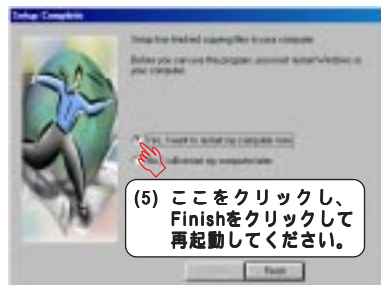 Setup Complete
Setup has finished copying files to your computer.
Before you can use the program, you must restart Windows or
your computer.
Yes, I want to restart my computer now.
No, I will restart my computer later.
(5) ここをクリックし、
Finishをクリックして
再起動してください。
Finish